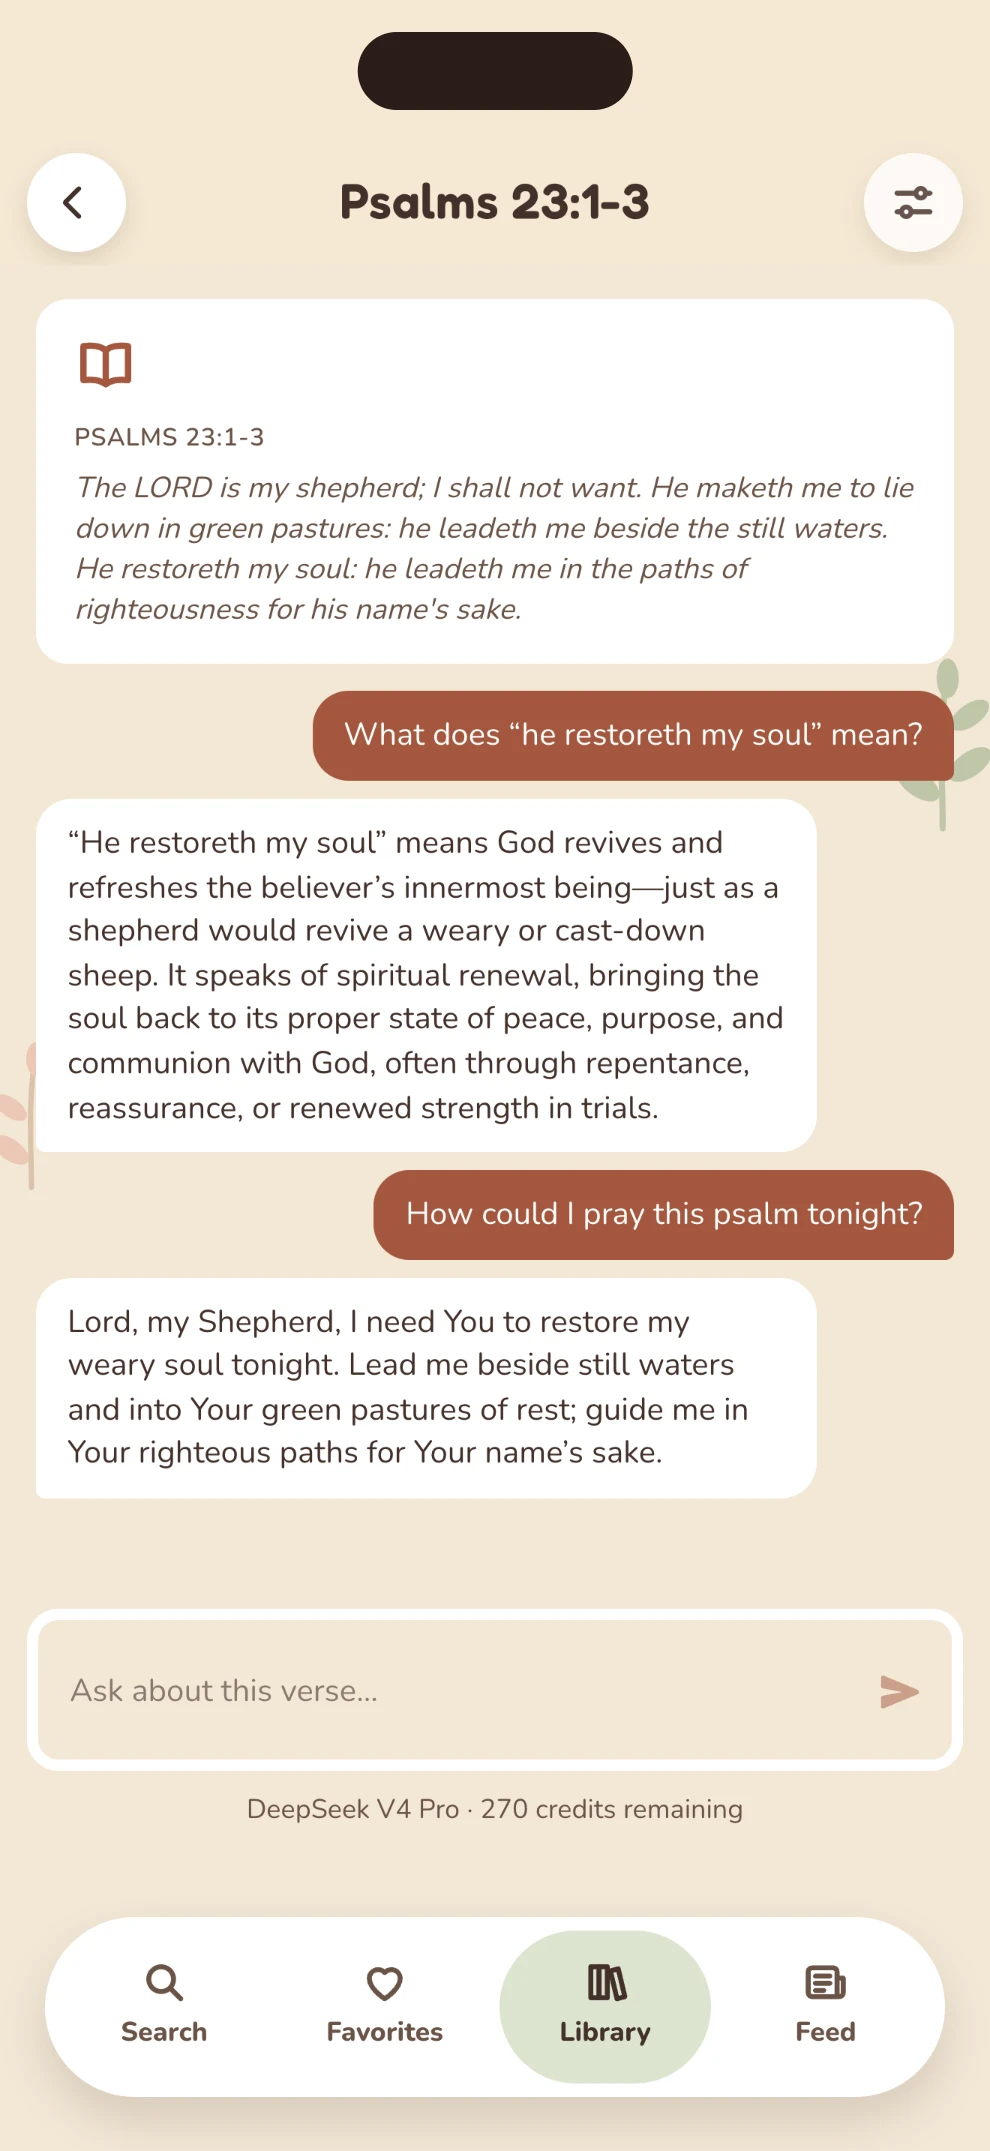 Psalms 23:1-3
PSALMS 23:1-3
The LORD is my shepherd; I shall not want. He maketh me to lie
down in green pastures: he leadeth me beside the still waters.
He restoreth my soul: he leadeth me in the paths of
righteousness for his name's sake.
What does “he restoreth my soul” mean?
“He restoreth my soul” means God revives and
refreshes the believer’s innermost being—just as a
shepherd would revive a weary or cast-down
sheep. It speaks of spiritual renewal, bringing the
soul back to its proper state of peace, purpose, and
communion with God, often through repentance,
reassurance, or renewed strength in trials.
How could I pray this psalm tonight?
Lord, my Shepherd, I need You to restore my
weary soul tonight. Lead me beside still waters
and into Your green pastures of rest; guide me in
Your righteous paths for Your name’s sake.
Ask about this verse...
DeepSeek V4 Pro · 270 credits remaining
Search
Favorites
Library
Feed